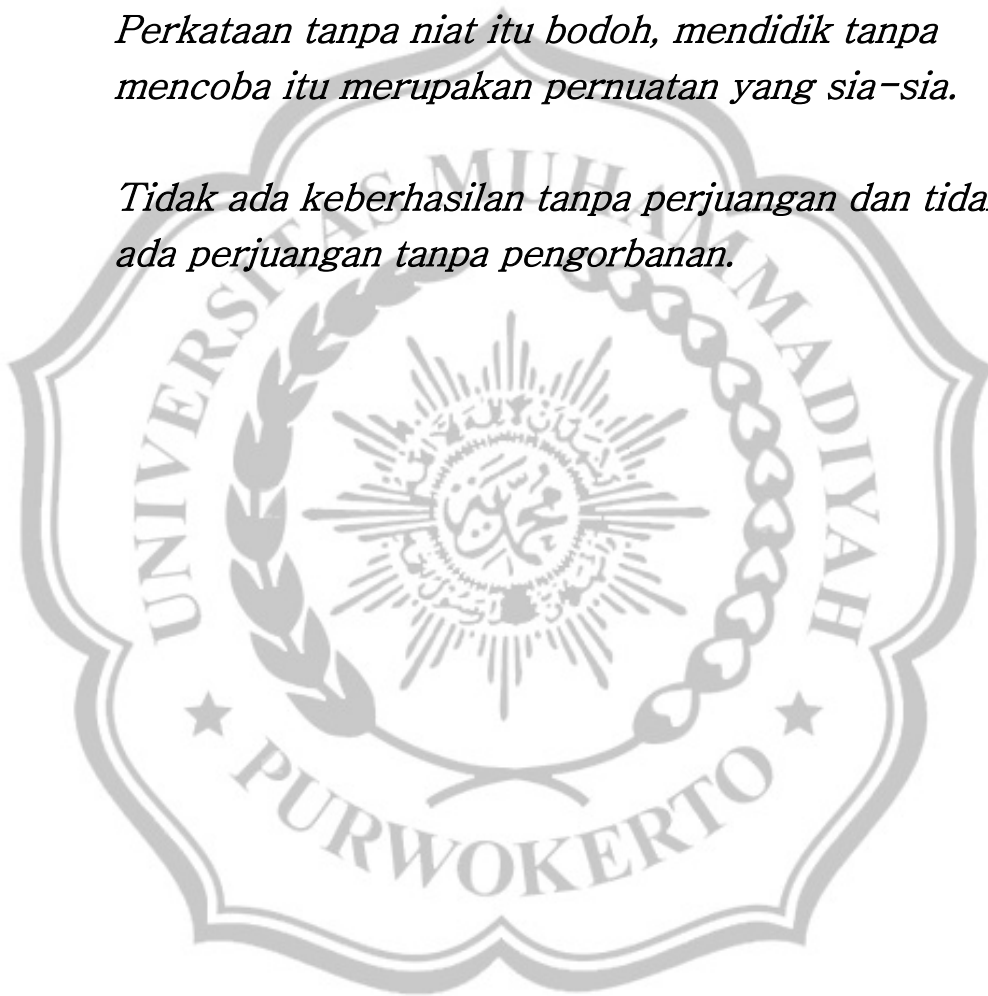 Perkataan tanpa niat itu bodoh, mendidik tanpa
mencoba itu merupakan pernuatan yang sia-sia.
Tidak ada keberhasilan tanpa perjuangan dan tida
ada perjuangan tanpa pengorbanan.
UNIVERSITAS MUHAMMADIYAH
PURWOKERTO